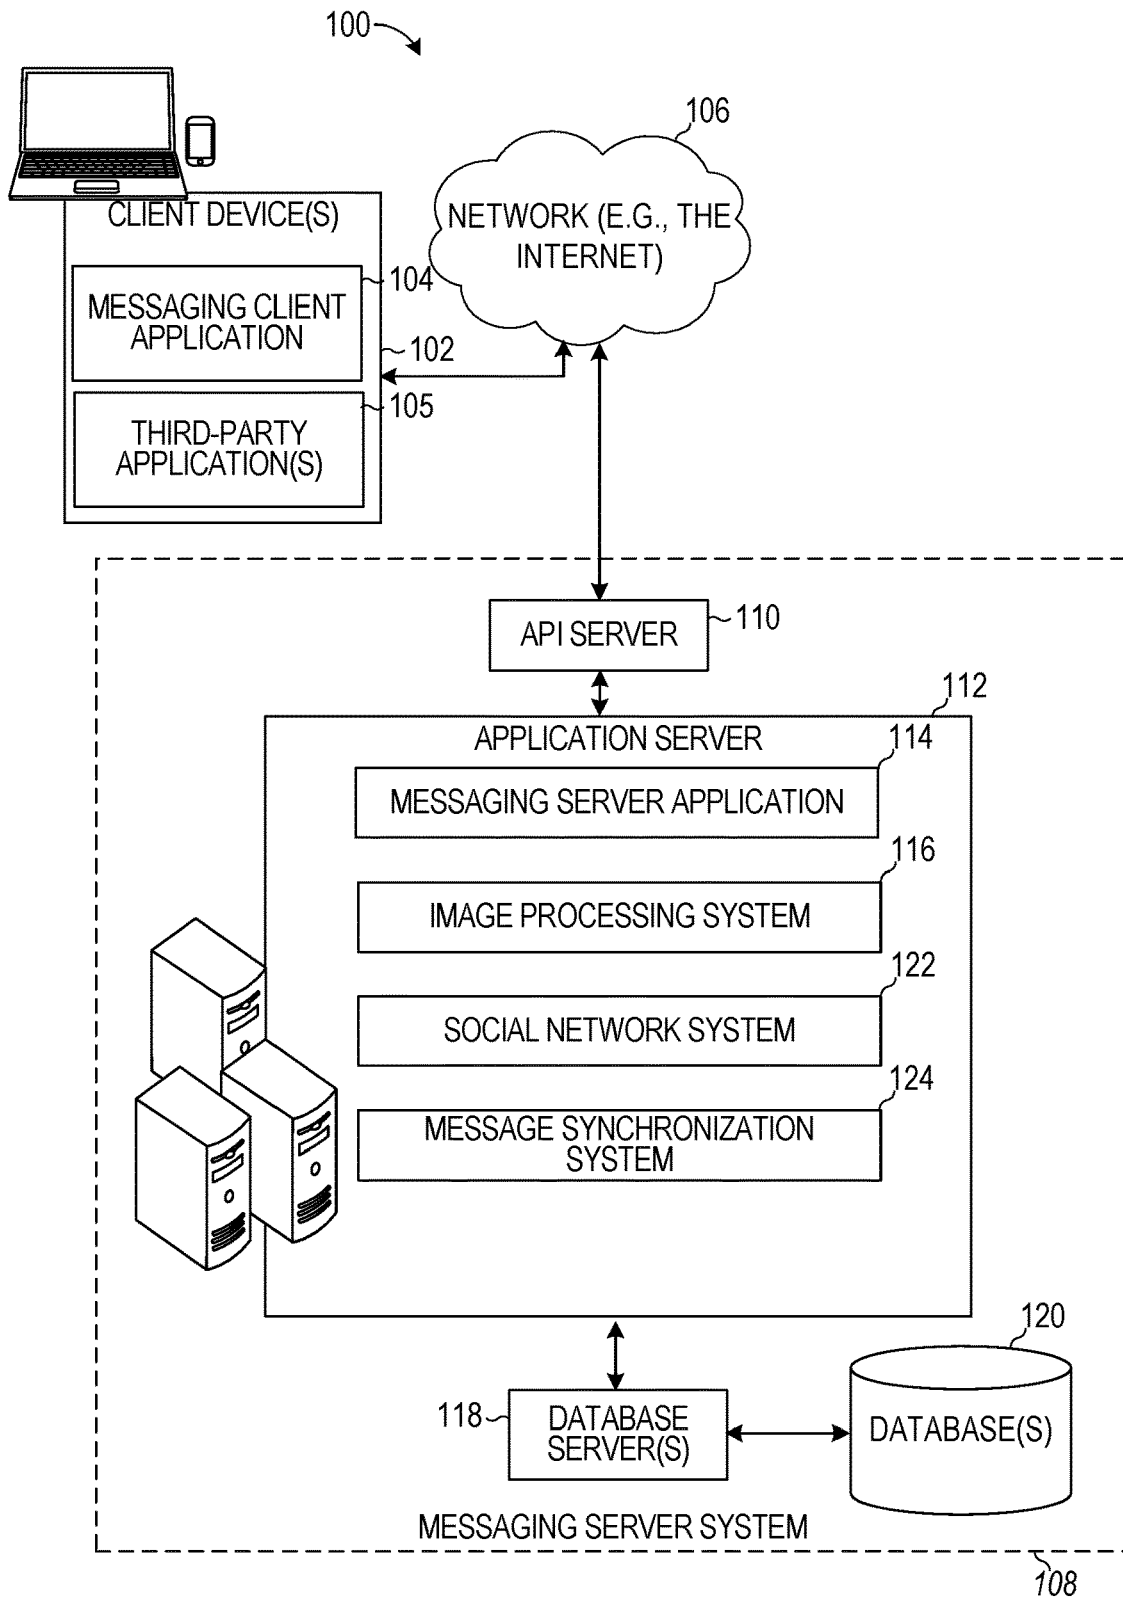 100
106
CLIENT DEVICE(S)
NETWORK (E.G., THE
INTERNET)
104
MESSAGING CLIENT
APPLICATION
102
105
THIRD-PARTY
APPLICATION(S)
API SERVER
110
112
APPLICATION SERVER
114
MESSAGING SERVER APPLICATION
116
IMAGE PROCESSING SYSTEM
122
SOCIAL NETWORK SYSTEM
124
MESSAGE SYNCHRONIZATION
SYSTEM
120
118
DATABASE
SERVER(S)
DATABASE(S)
MESSAGING SERVER SYSTEM
108